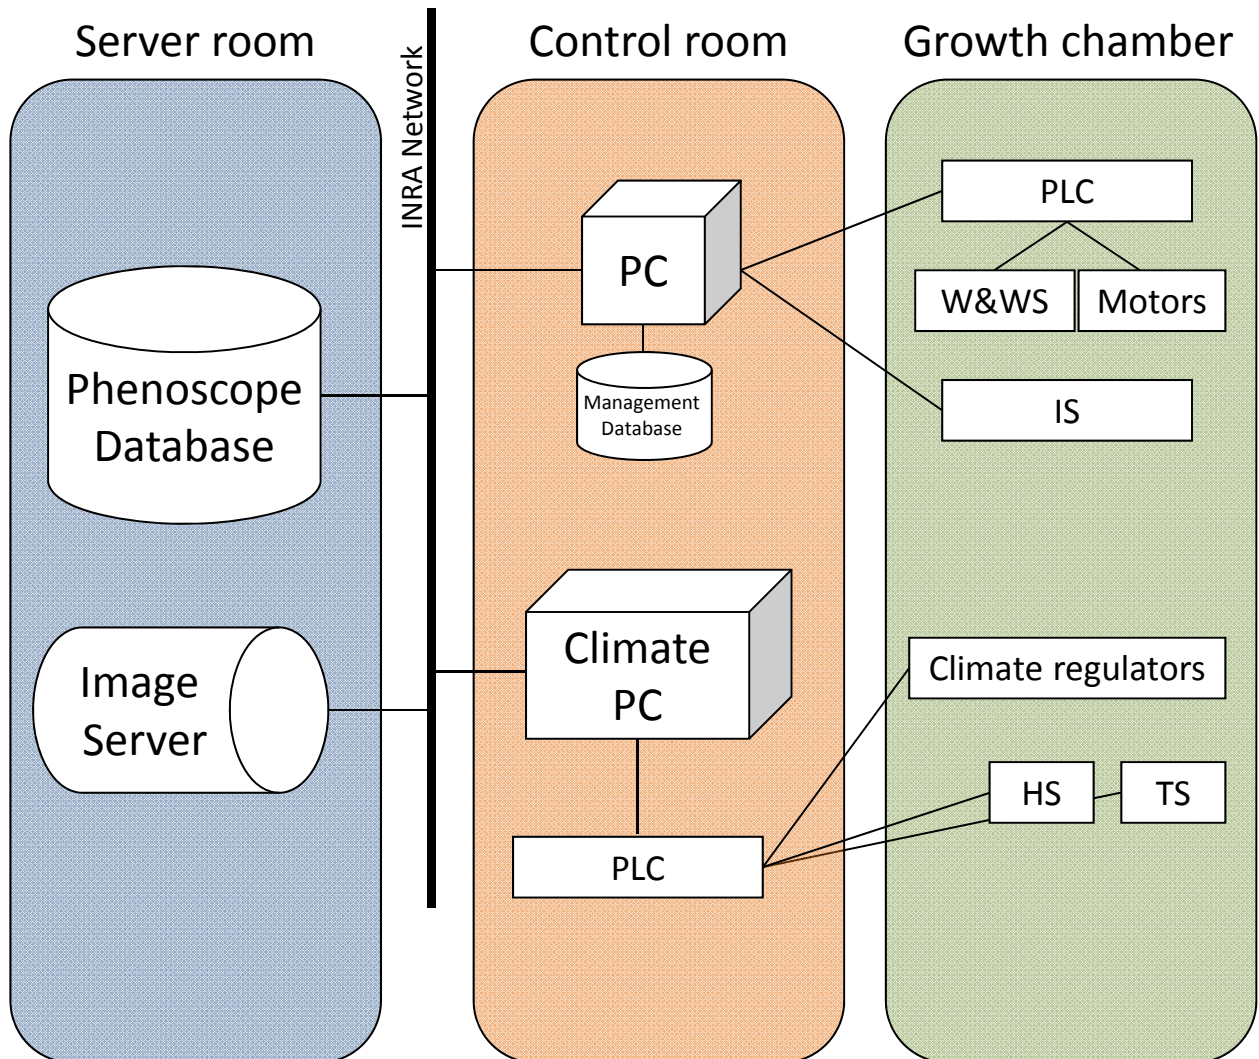 Server room
INRA Network
Control room
Growth chamber
Phenoscope
Database
Image
Server
PC
Management
Database
Climate
PC
PLC
PLC
W&WS
Motors
IS
Climate regulators
HS
TS